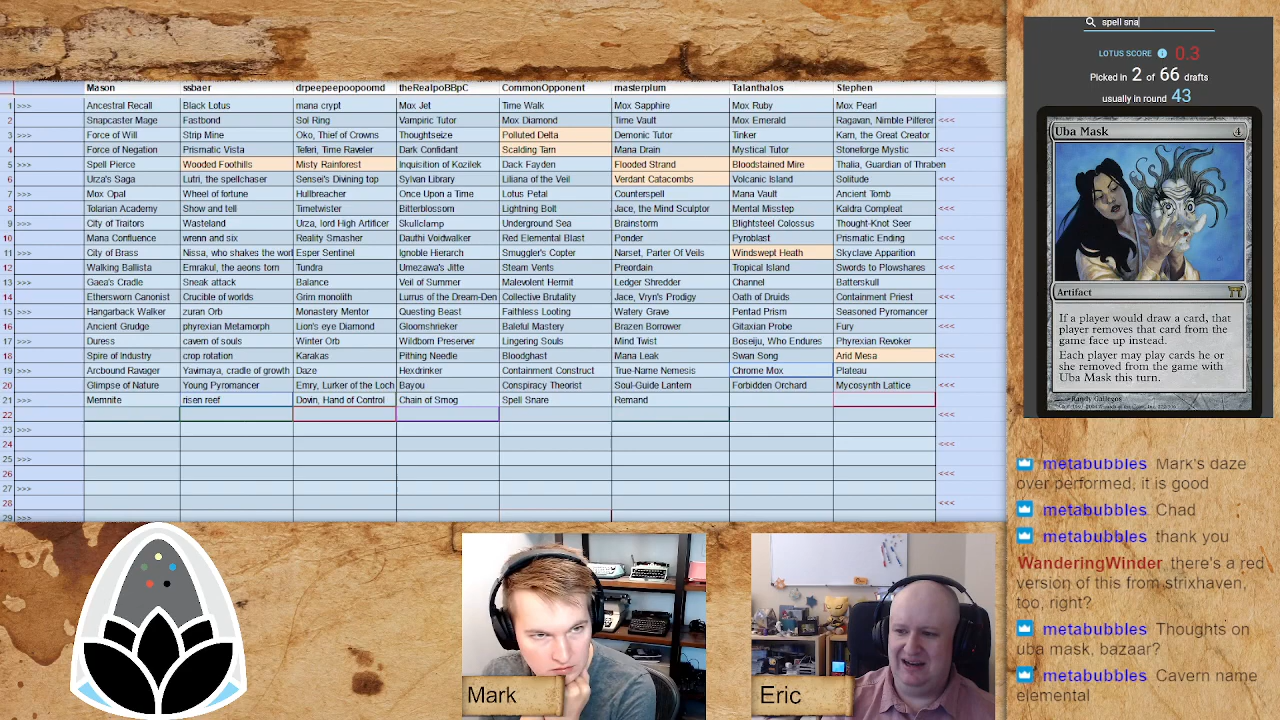 Mason ssbaer drpeepeepoopoomd theRealpoBBpC CommonOpponent masterplum Talanthalos Stephen
1 >>> Ancestral Recall Black Lotus mana crypt Mox Jet Time Walk Mox Sapphire Mox Ruby Mox Pearl
2 Snapcaster Mage Fastbond Sol Ring Vampiric Tutor Mox Diamond Time Vault Mox Emerald Ragavan, Nimble Pilferer <<<
3 >>> Force of Will Strip Mine Oko, Thief of Crowns Thoughtseize Polluted Delta Demonic Tutor Tinker Karn, the Great Creator
4 Force of Negation Prismatic Vista Teferi, Time Raveler Dark Confidant Scalding Tarn Mana Drain Mystical Tutor Stoneforge Mystic <<<
5 >>> Spell Pierce Wooded Foothills Misty Rainforest Inquisition of Kozilek Dack Fayden Flooded Strand Bloodstained Mire Thalia, Guardian of Thraben
6 Urza's Saga Lutri, the spellchaser Sensei's Divining top Sylvan Library Liliana of the Veil Verdant Catacombs Volcanic Island Solitude <<<
7 >>> Mox Opal Wheel of fortune Hullbreacher Once Upon a Time Lotus Petal Counterspell Mana Vault Ancient Tomb
8 Tolarian Academy Show and tell Timetwister Bitterblossom Lightning Bolt Jace, the Mind Sculptor Mental Misstep Kaldra Compleat <<<
9 >>> City of Traitors Wasteland Urza, lord High Artificer Skullclamp Underground Sea Brainstorm Blightsteel Colossus Thought-Knot Seer
10 Mana Confluence wrenn and six Reality Smasher Dauthi Voidwalker Red Elemental Blast Ponder Pyroblast Prismatic Ending <<<
11 >>> City of Brass Nissa, who shakes the worl Esper Sentinel Ignoble Hierarch Smuggler's Copter Narset, Parter Of Veils Windswept Heath Skyclave Apparition
12 Walking Ballista Emrakul, the aeons torn Tundra Umezawa's Jitte Steam Vents Preordain Tropical Island Swords to Plowshares <<<
13 >>> Gaea's Cradle Sneak attack Balance Veil of Summer Malevolent Hermit Ledger Shredder Channel Batterskull
14 Ethersworn Canonist Crucible of worlds Grim monolith Lurrus of the Dream-Den Collective Brutality Jace, Vryn's Prodigy Oath of Druids Containment Priest <<<
15 >>> Hangarback Walker zuran Orb Monastery Mentor Questing Beast Faithless Looting Watery Grave Pentad Prism Seasoned Pyromancer
16 Ancient Grudge phyrexian Metamorph Lion's eye Diamond Gloomshrieker Baleful Mastery Brazen Borrower Gitaxian Probe Fury <<<
17 >>> Duress cavern of souls Winter Orb Wildborn Preserver Lingering Souls Mind Twist Boseiju, Who Endures Phyrexian Revoker
18 Spire of Industry crop rotation Karakas Pithing Needle Bloodghast Mana Leak Swan Song Arid Mesa <<<
19 >>> Arcbound Ravager Yavimaya, cradle of growth Daze Hexdrinker Containment Construct True-Name Nemesis Chrome Mox Plateau
20 Glimpse of Nature Young Pyromancer Emry, Lurker of the Loch Bayou Conspiracy Theorist Soul-Guide Lantern Forbidden Orchard Mycosynth Lattice <<<
21 >>> Memnite risen reef Dovin, Hand of Control Chain of Smog Spell Snare Remand
22 <<<
23 >>>
24 <<<
25 >>>
26 <<<
27 >>>
28 <<<
29 >>>
spell sna
LOTUS SCORE i 0.3
Picked in 2 of 66 drafts
usually in round 43
Uba Mask 4
Artifact
If a player would draw a card, that
player removes that card from the
game face up instead.
Each player may play cards he or
she removed from the game with
Uba Mask this turn.
Randy Gallegos
metabubbles Mark's daze
over performed, it is good
metabubbles Chad
metabubbles thank you
WanderingWinder there's a red
version of this from strixhaven,
too, right?
metabubbles Thoughts on
uba mask, bazaar?
metabubbles Cavern name
elemental
Mark
Eric